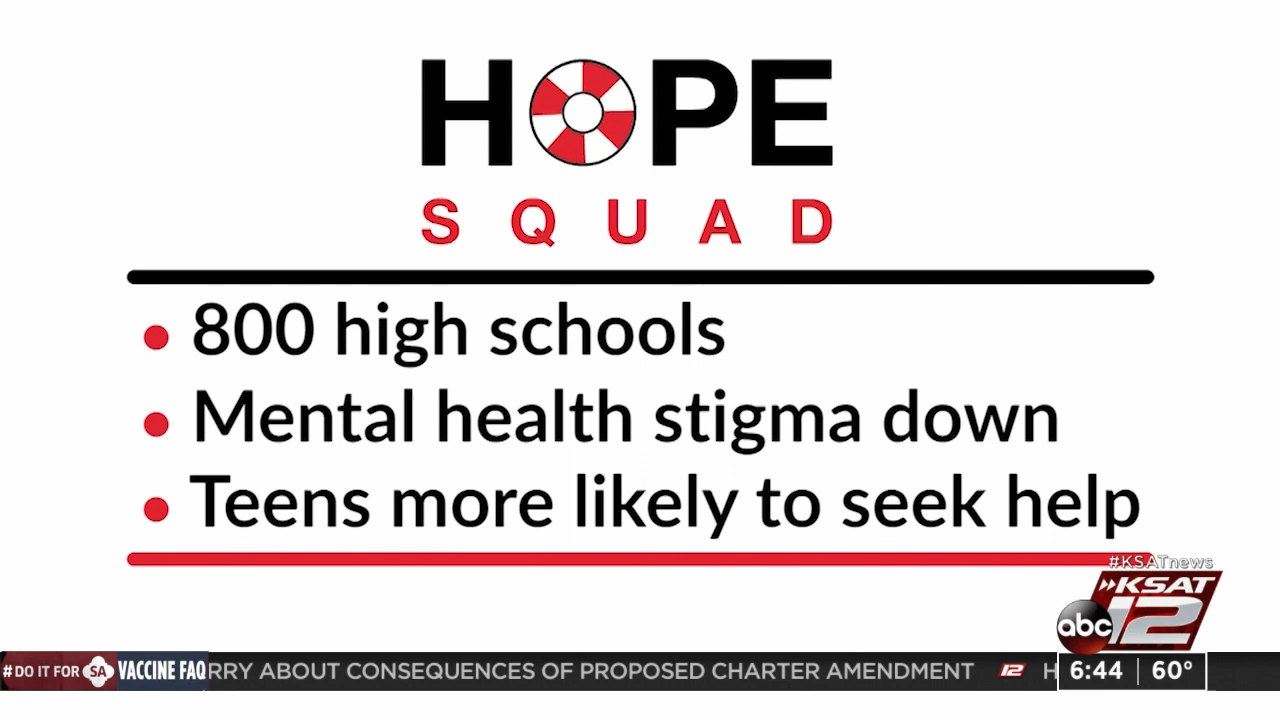 HOPE
SQUAD
• 800 high schools
• Mental health stigma down
• Teens more likely to seek help
#KSATnews
KSAT
abc 12
#DO IT FOR SA VACCINE FAQ RRY ABOUT CONSEQUENCES OF PROPOSED CHARTER AMENDMENT 12 H 6:44 60°